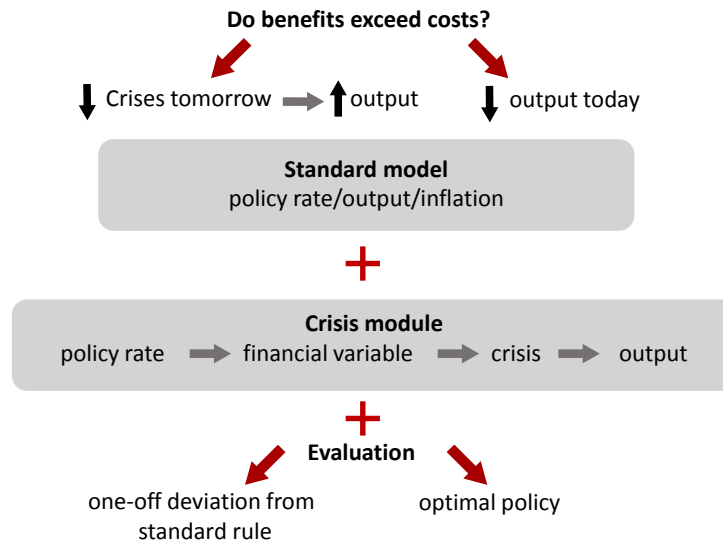 Do benefits exceed costs?
Crises tomorrow output output today
Standard model
policy rate/output/inflation
Crisis module
policy rate financial variable crisis output
Evaluation
one-off deviation from optimal policy
standard rule